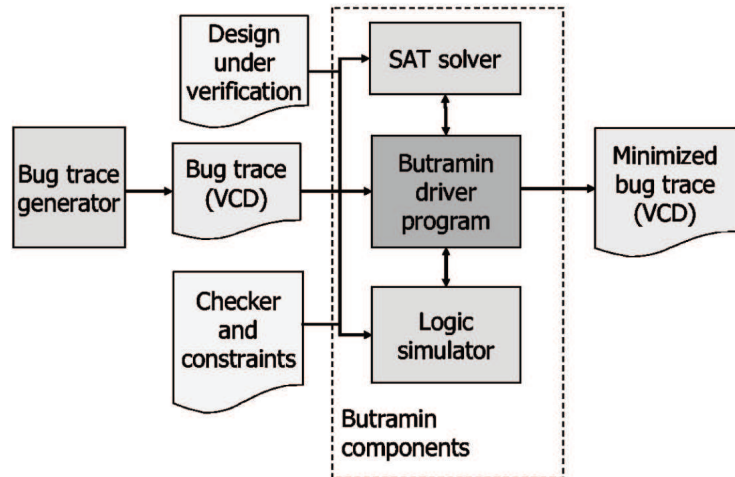 Design
under
verification
SAT solver
Bug trace
generator
Bug trace
(VCD)
Butramin
driver
program
Minimized
bug trace
(VCD)
Checker
and
constraints
Logic
simulator
Butramin
components